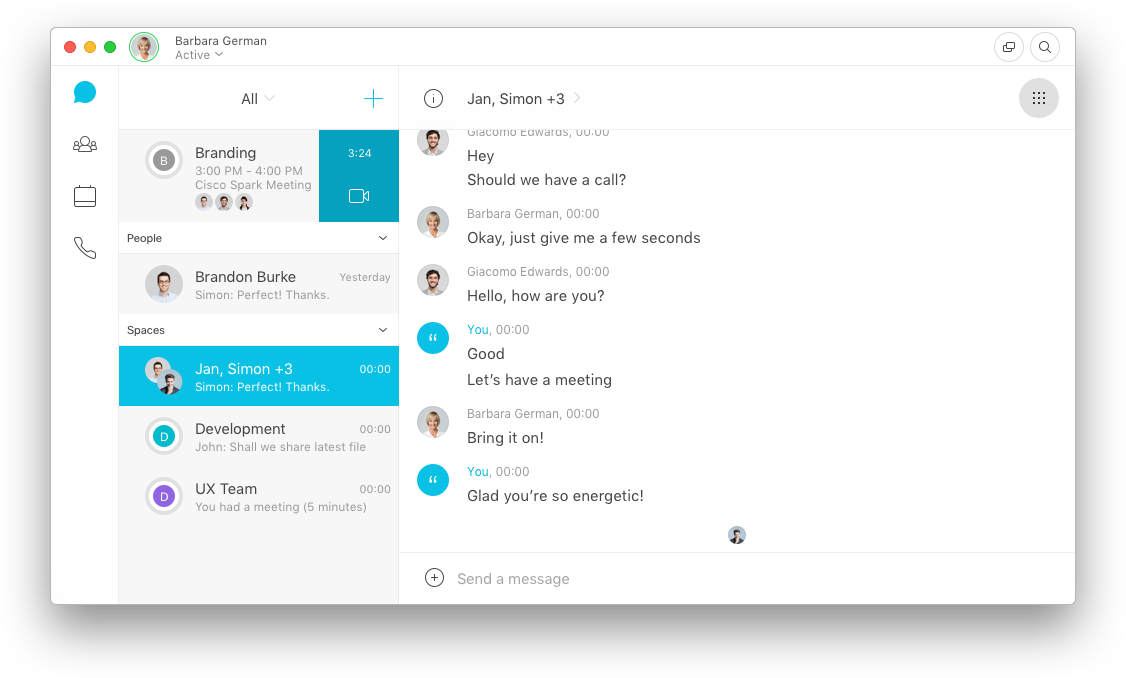 Barbara German
Active
All
Jan, Simon +3
B
Branding
3:00 PM - 4:00 PM
Cisco Spark Meeting
3:24
People
Brandon Burke
Yesterday
Simon: Perfect! Thanks.
Spaces
Jan, Simon +3
00:00
Simon: Perfect! Thanks.
D
Development
00:00
John: Shall we share latest file
D
UX Team
00:00
You had a meeting (5 minutes)
Giacomo Edwards, 00:00
Hey
Should we have a call?
Barbara German, 00:00
Okay, just give me a few seconds
Giacomo Edwards, 00:00
Hello, how are you?
You, 00:00
Good
Let’s have a meeting
Barbara German, 00:00
Bring it on!
You, 00:00
Glad you’re so energetic!
Send a message